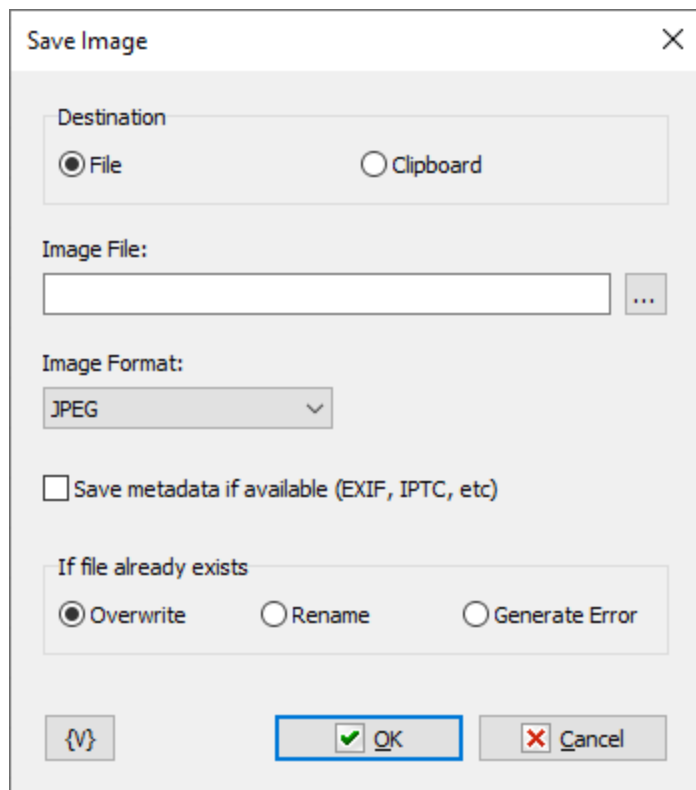 Save Image
Destination
File Clipboard
Image File:
...
Image Format:
JPEG
Save metadata if available (EXIF, IPTC, etc)
If file already exists
Overwrite Rename Generate Error
{V} OK Cancel